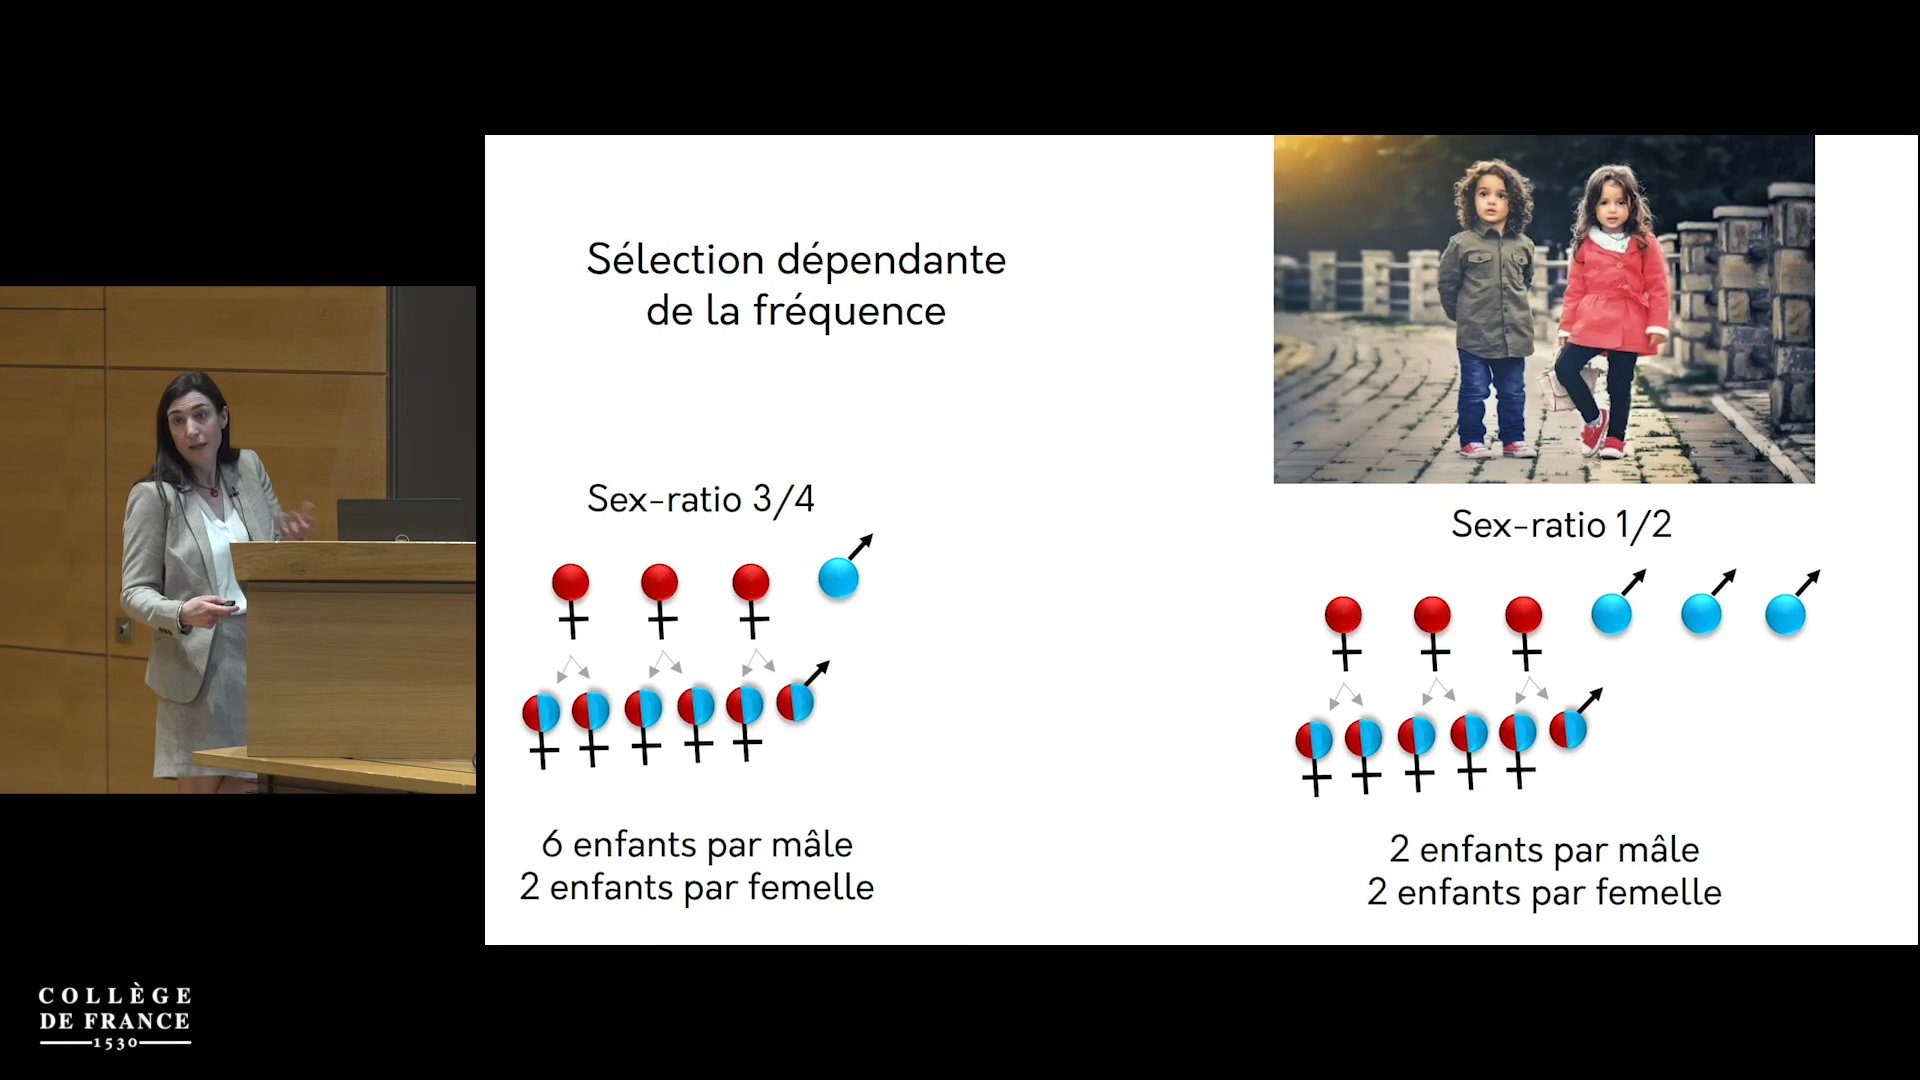 Sélection dépendante
de la fréquence
Sex-ratio 3/4
6 enfants par mâle
2 enfants par femelle
Sex-ratio 1/2
2 enfants par mâle
2 enfants par femelle
COLLÈGE
DE FRANCE
1530